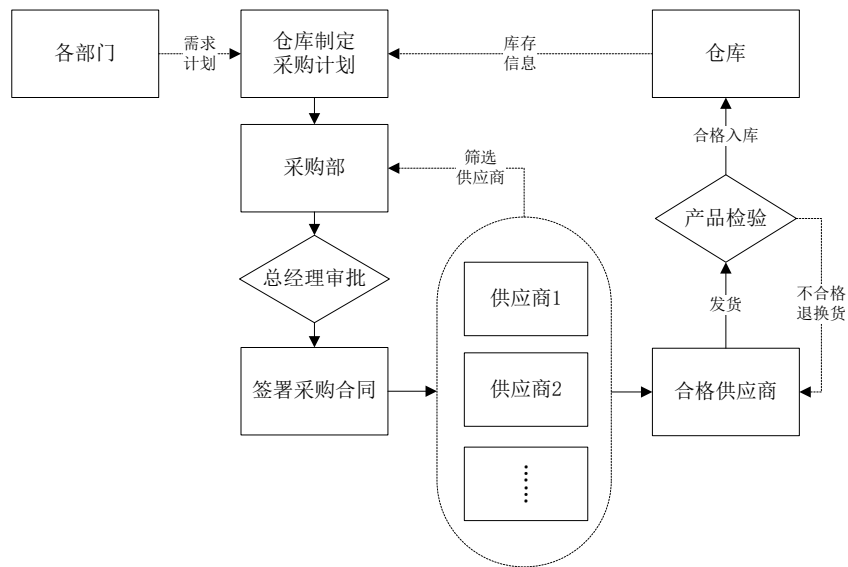 各部门
需求
计划
仓库制定
采购计划
库存
信息
仓库
采购部
筛选
供应商
合格入库
产品检验
总经理审批
供应商1
发货
不合格
退换货
签署采购合同
供应商2
合格供应商